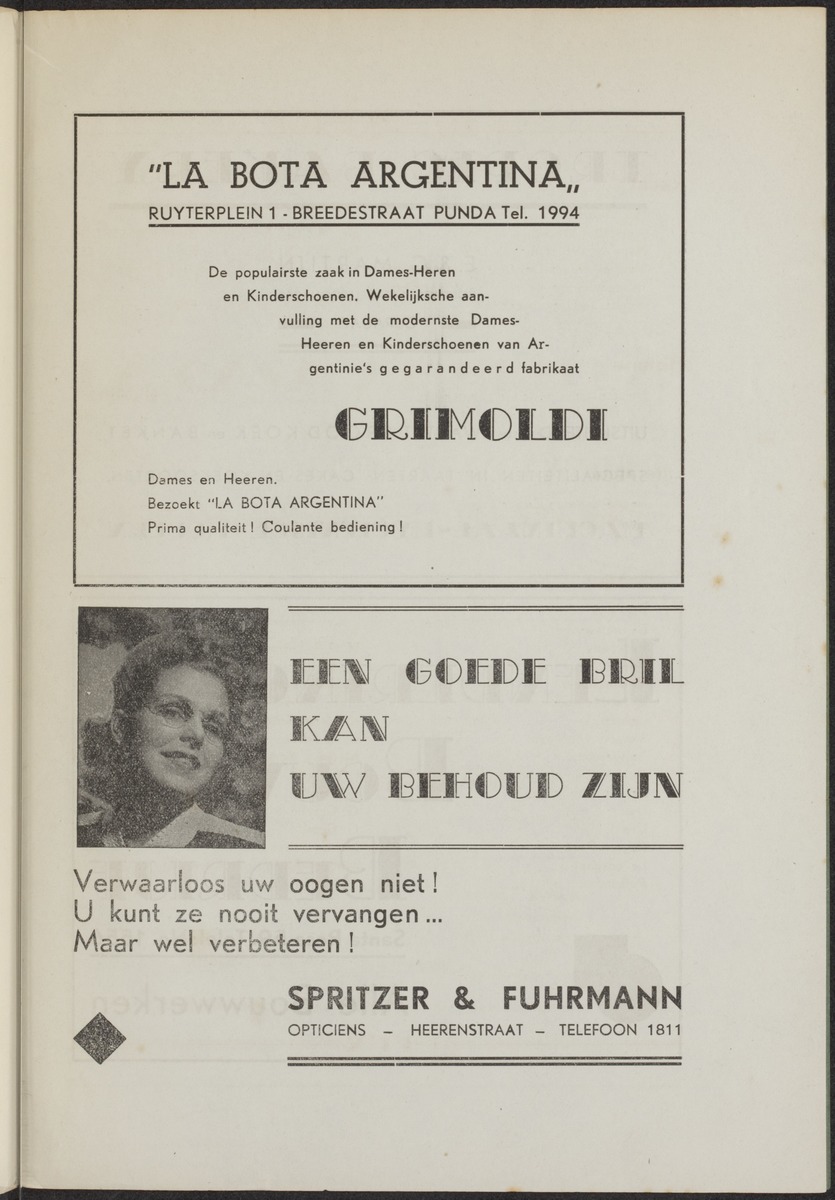 "LA BOTA ARGENTINA„
RUYTERPLEIN 1 - BREEDESTRAAT PUNDA Tel. 1994
De populairste zaak in Dames-Heren
en Kinderschoenen. Wekelijksche aan-
vulling met de modernste Dames-
Heeren en Kinderschoenen van Ar-
gentinie's gegarandeerd fabrikaat
GRIMOLDI
Dames en Heeren.
Bezoekt "LA BOTA ARGENTINA"
Prima qualiteit! Coulante bediening!
EEN GOEDE BRIL
KAN
UW BEHOUD ZIJN
Verwaarloos uw oogen niet!
U kunt ze nooit vervangen...
Maar wel verbeteren!
SPRITZER & FUHRMANN
OPTICIENS – HEERENSTRAAT – TELEFOON 1811